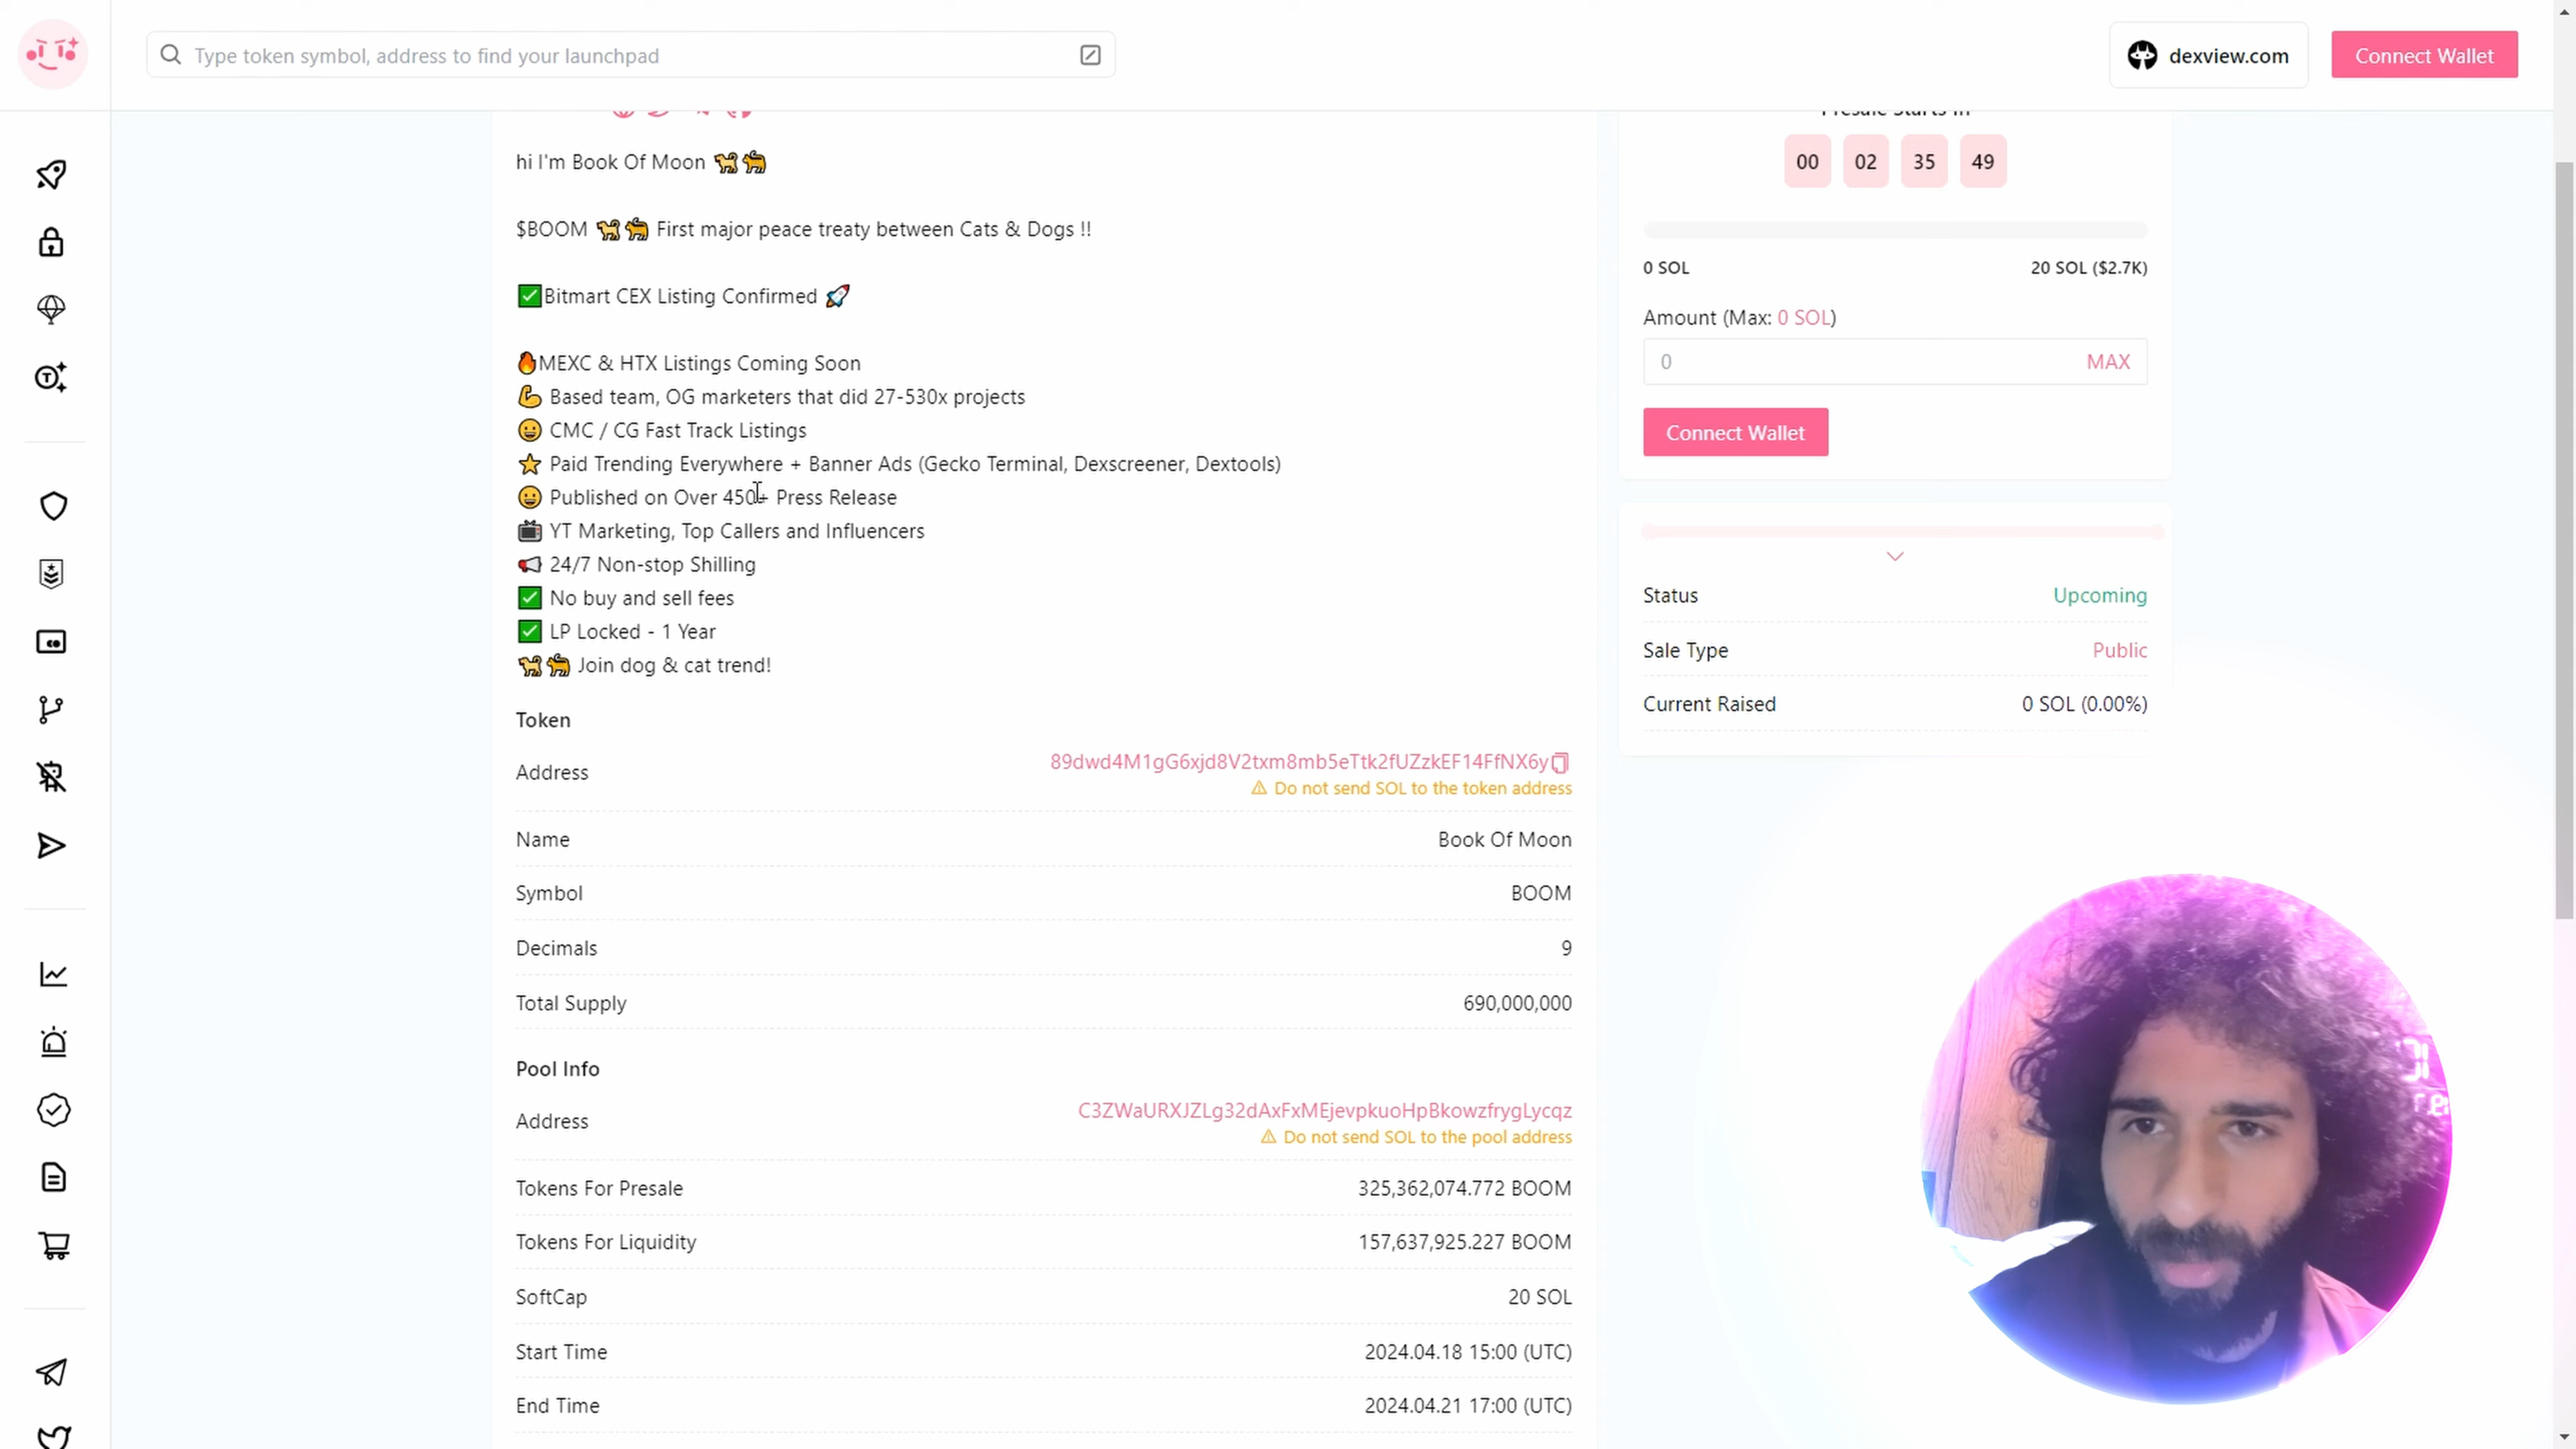 Type token symbol, address to find your launchpad
dexview.com
Connect Wallet
hi I'm Book Of Moon 🐕🐈
$BOOM 🐕🐈 First major peace treaty between Cats & Dogs !!
✅Bitmart CEX Listing Confirmed 🚀
🔥MEXC & HTX Listings Coming Soon
💪 Based team, OG marketers that did 27-530x projects
😀 CMC / CG Fast Track Listings
⭐ Paid Trending Everywhere + Banner Ads (Gecko Terminal, Dexscreener, Dextools)
😀 Published on Over 450+ Press Release
📺 YT Marketing, Top Callers and Influencers
📢 24/7 Non-stop Shilling
✅ No buy and sell fees
✅ LP Locked - 1 Year
🐕🐈 Join dog & cat trend!
Token
Address 89dwd4M1gG6xjd8V2txm8mb5eTtk2fUZzkEF14FfNX6y
⚠ Do not send SOL to the token address
Name Book Of Moon
Symbol BOOM
Decimals 9
Total Supply 690,000,000
Pool Info
Address C3ZWaURXJZLg32dAxFxMEjevpkuoHpBkowzfrygLycqz
⚠ Do not send SOL to the pool address
Tokens For Presale 325,362,074.772 BOOM
Tokens For Liquidity 157,637,925.227 BOOM
SoftCap 20 SOL
Start Time 2024.04.18 15:00 (UTC)
End Time 2024.04.21 17:00 (UTC)
Presale Starts In
00 02 35 49
0 SOL 20 SOL ($2.7K)
Amount (Max: 0 SOL)
0 MAX
Connect Wallet
Status Upcoming
Sale Type Public
Current Raised 0 SOL (0.00%)